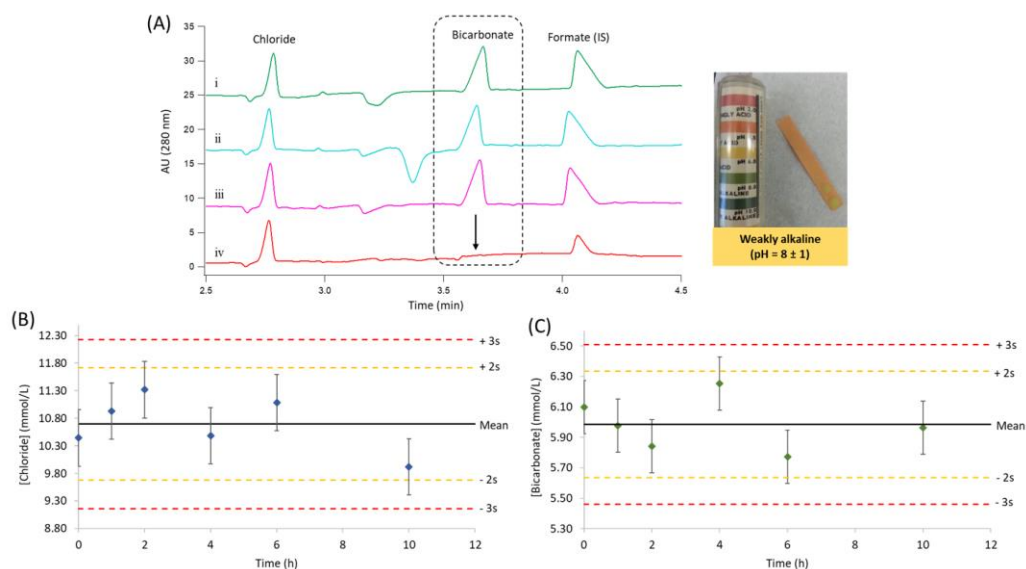 (A)
35
30
25
20
15
10
5
0
AU (280 nm)
Chloride
Bicarbonate
Formate (IS)
i
ii
iii
iv
2.5 3.0 3.5 4.0 4.5
Time (min)
ACID
ACID
ALKALINE
ALKALINE
Weakly alkaline
(pH = 8 ± 1)
(B)
12.30
11.80
11.30
10.80
10.30
9.80
9.30
8.80
[Chloride] (mmol/L)
+ 3s
+ 2s
Mean
- 2s
- 3s
0 2 4 6 8 10 12
Time (h)
(C)
6.50
6.30
6.10
5.90
5.70
5.50
5.30
[Bicarbonate] (mmol/L)
+ 3s
+ 2s
Mean
- 2s
- 3s
0 2 4 6 8 10 12
Time (h)